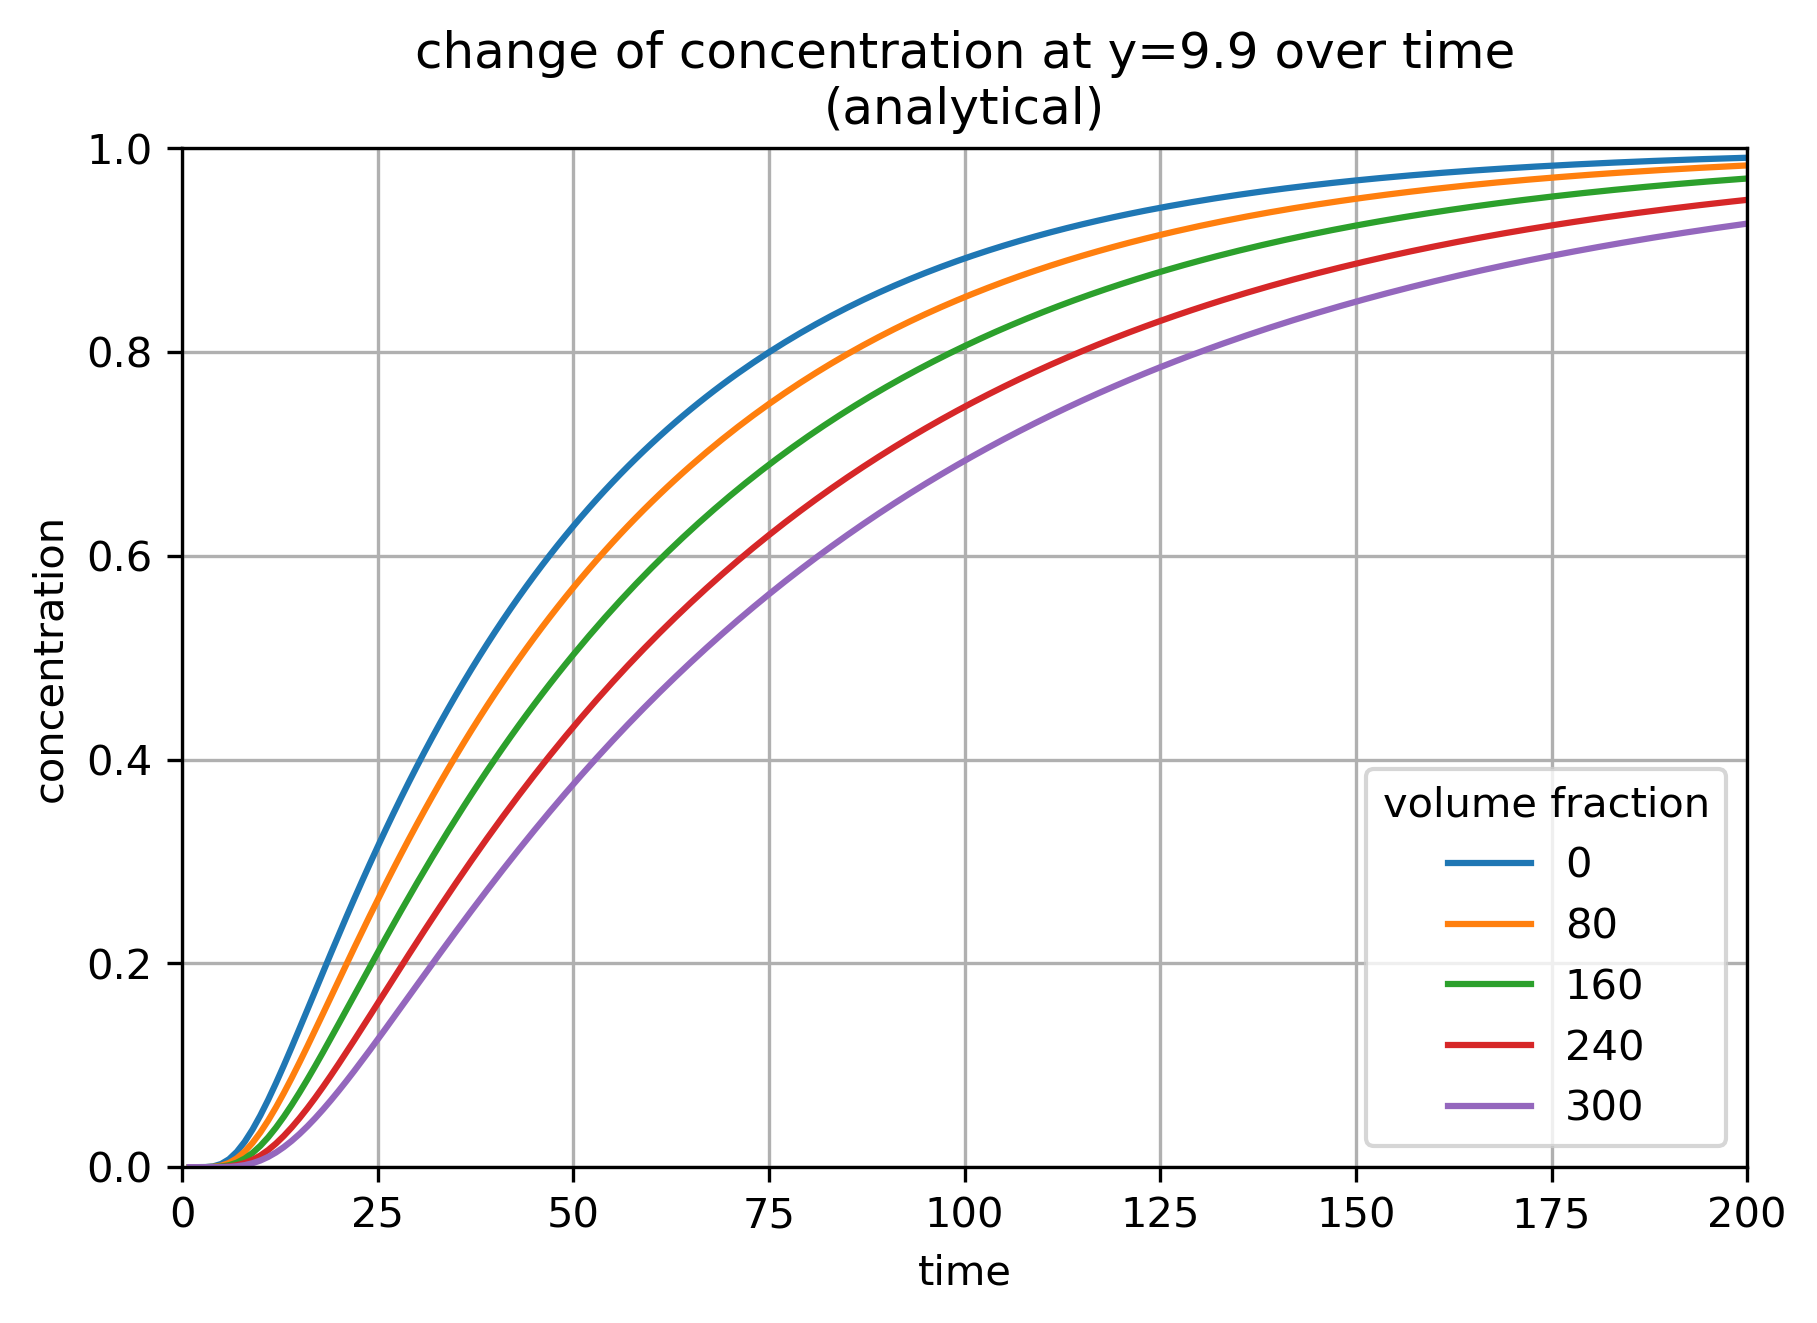 change of concentration at y=9.9 over time
(analytical)
1.0
0.8
0.6
0.4
0.2
0.0
concentration
0 25 50 75 100 125 150 175 200
time
volume fraction
0
80
160
240
300